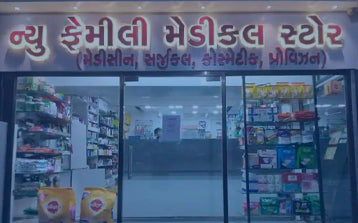 ન્યુ ફેમીલી મેડીકલ સ્ટોર
(મેડીસીન, સર્જીકલ, કોસ્મેટીક, પ્રોવિઝન)